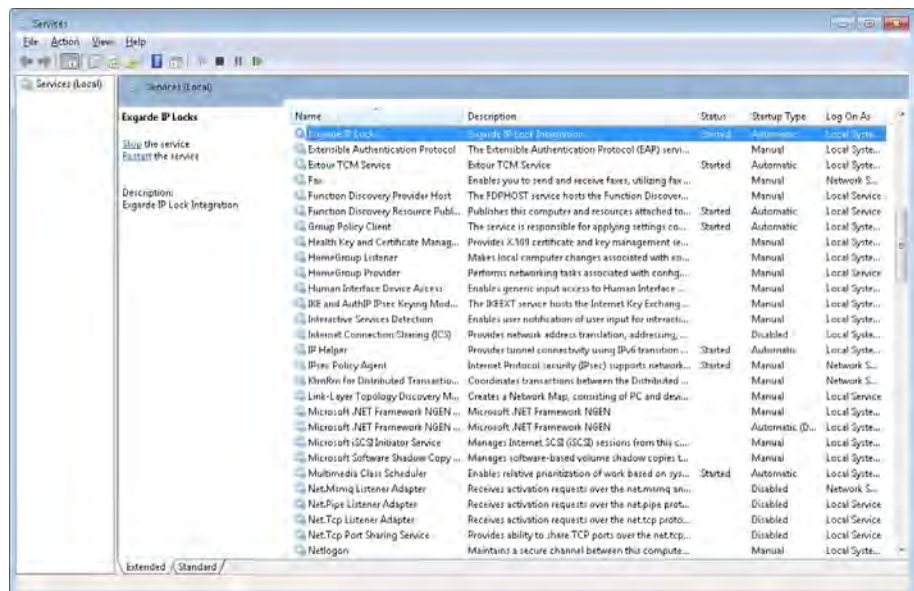 Services
File Action View Help
Services (Local)
Services (Local)
Exgarde IP Locks
Stop the service
Restart the service
Description:
Exgarde IP Lock Integration
Name Description Status Startup Type Log On As
Exgarde IP Locks Exgarde IP Lock Integration Started Automatic Local Syste...
Extensible Authentication Protocol The Extensible Authentication Protocol (EAP) servi... Manual Local Syste...
Extour TCM Service Extour TCM Service Started Automatic Local Syste...
Fax Enables you to send and receive faxes, utilizing fax ... Manual Network S...
Function Discovery Provider Host The FDPHOST service hosts the Function Discover... Manual Local Service
Function Discovery Resource Publ... Publishes this computer and resources attached to... Started Automatic Local Service
Group Policy Client The service is responsible for applying settings co... Started Automatic Local Syste...
Health Key and Certificate Manag... Provides X.509 certificate and key management se... Manual Local Syste...
HomeGroup Listener Makes local computer changes associated with co... Manual Local Syste...
HomeGroup Provider Performs networking tasks associated with config... Manual Local Service
Human Interface Device Access Enables generic input access to Human Interface ... Manual Local Syste...
IKE and AuthIP IPsec Keying Mod... The IKEEXT service hosts the Internet Key Exchang... Manual Local Syste...
Interactive Services Detection Enables user notification of user input for interacti... Manual Local Syste...
Internet Connection Sharing (ICS) Provides network address translation, addressing, ... Disabled Local Syste...
IP Helper Provides tunnel connectivity using IPv6 transition ... Started Automatic Local Syste...
IPsec Policy Agent Internet Protocol security (IPsec) supports network... Started Manual Network S...
KtmRm for Distributed Transactio... Coordinates transactions between the Distributed ... Manual Network S...
Link-Layer Topology Discovery M... Creates a Network Map, consisting of PC and devi... Manual Local Service
Microsoft .NET Framework NGEN ... Microsoft .NET Framework NGEN Manual Local Syste...
Microsoft .NET Framework NGEN ... Microsoft .NET Framework NGEN Automatic (D... Local Syste...
Microsoft iSCSI Initiator Service Manages Internet SCSI (iSCSI) sessions from this c... Manual Local Syste...
Microsoft Software Shadow Copy ... Manages software-based volume shadow copies t... Manual Local Syste...
Multimedia Class Scheduler Enables relative prioritization of work based on sys... Started Automatic Local Syste...
Net.Msmq Listener Adapter Receives activation requests over the net.msmq an... Disabled Network S...
Net.Pipe Listener Adapter Receives activation requests over the net.pipe prot... Disabled Local Service
Net.Tcp Listener Adapter Receives activation requests over the net.tcp proto... Disabled Local Service
Net.Tcp Port Sharing Service Provides ability to share TCP ports over the net.tcp... Disabled Local Service
Netlogon Maintains a secure channel between this compute... Manual Local Syste...
Extended Standard